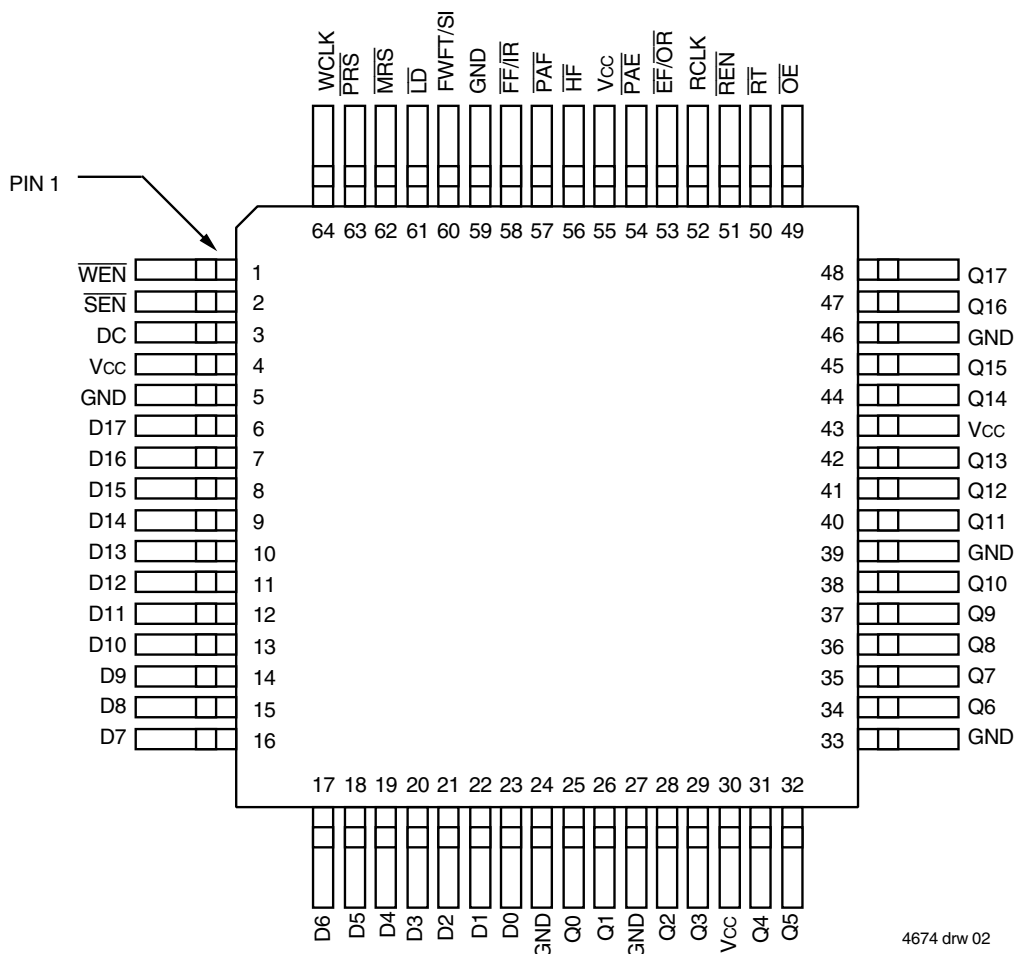 WCLK
PRS
MRS
LD
FWFT/SI
GND
FF/IR
PAF
HF
VCC
PAE
EF/OR
RCLK
REN
RT
OE
PIN 1
64 63 62 61 60 59 58 57 56 55 54 53 52 51 50 49
WEN 1 48 Q17
SEN 2 47 Q16
DC 3 46 GND
VCC 4 45 Q15
GND 5 44 Q14
D17 6 43 VCC
D16 7 42 Q13
D15 8 41 Q12
D14 9 40 Q11
D13 10 39 GND
D12 11 38 Q10
D11 12 37 Q9
D10 13 36 Q8
D9 14 35 Q7
D8 15 34 Q6
D7 16 33 GND
17 18 19 20 21 22 23 24 25 26 27 28 29 30 31 32
D6
D5
D4
D3
D2
D1
D0
GND
Q0
Q1
GND
Q2
Q3
VCC
Q4
Q5
4674 drw 02